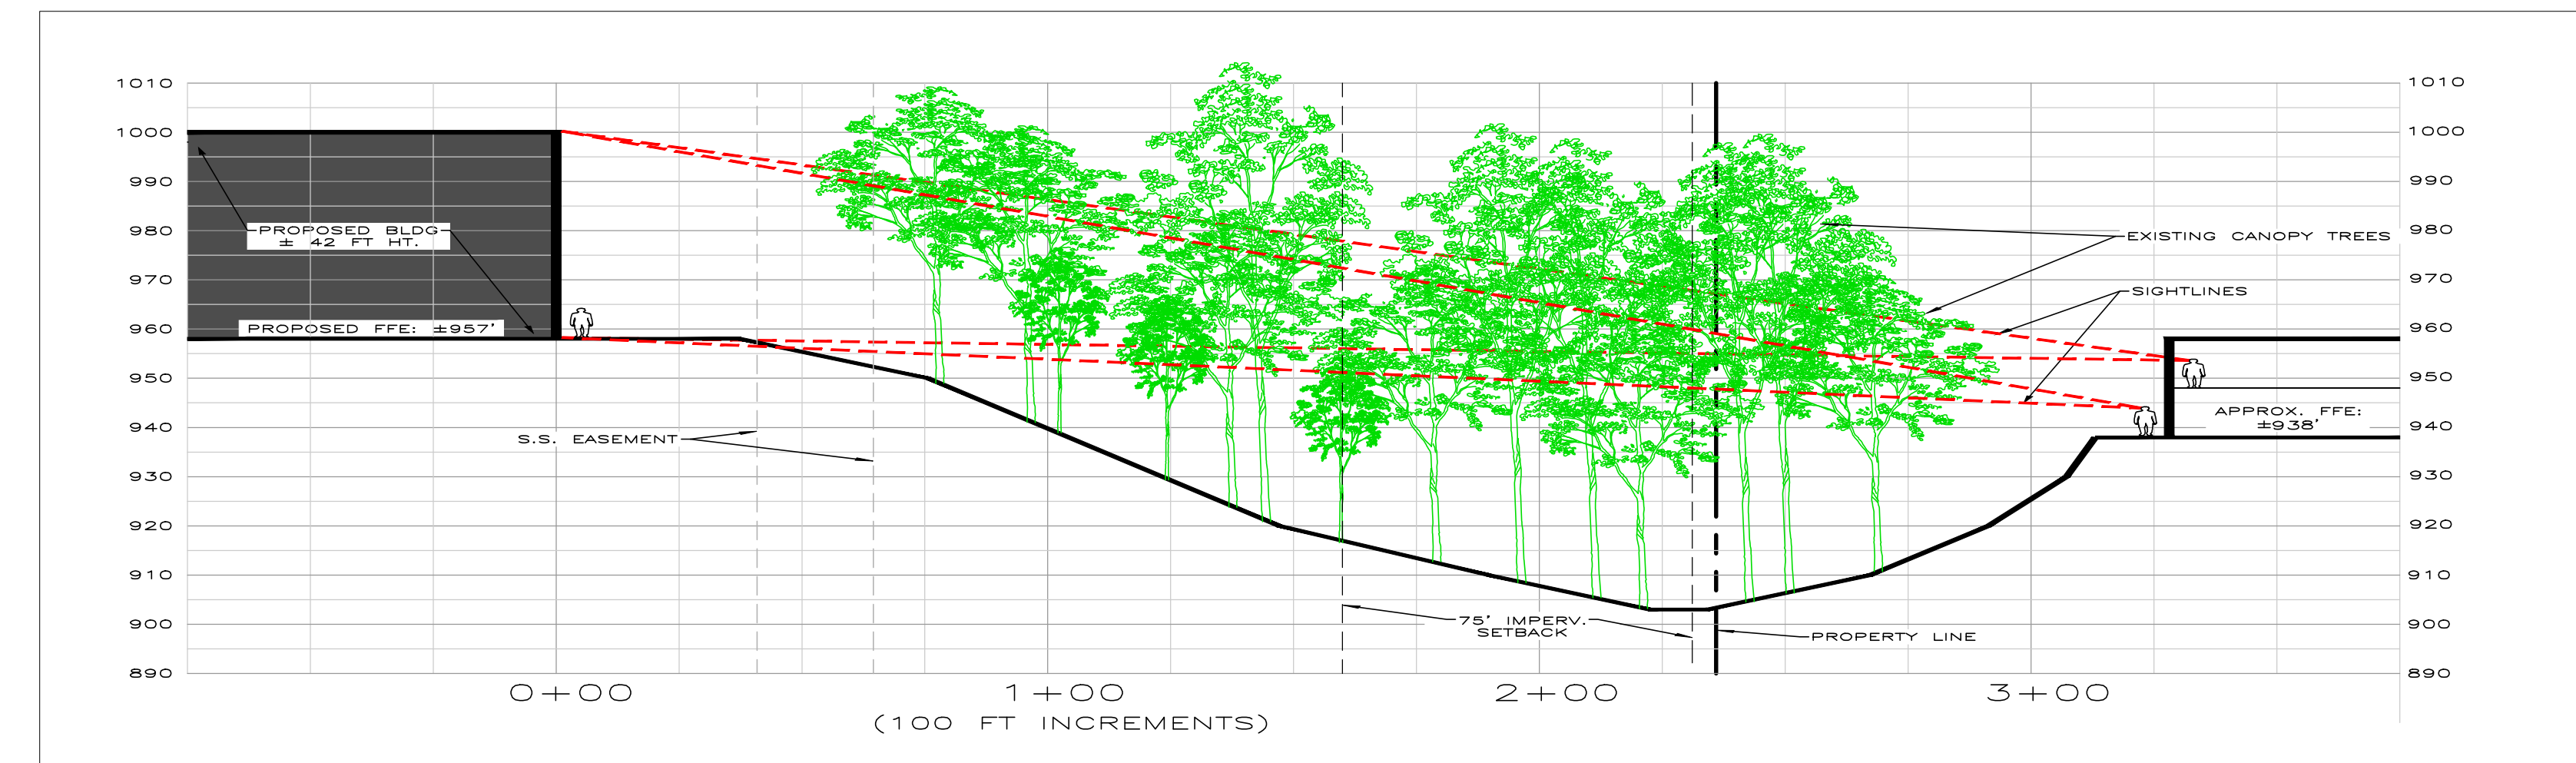 1010
1000
990
980
970
960
950
940
930
920
910
900
890
PROPOSED BLDG
± 42 FT HT.
PROPOSED FFE: ±957'
S.S. EASEMENT
75' IMPERV.
SETBACK
PROPERTY LINE
EXISTING CANOPY TREES
SIGHTLINES
APPROX. FFE:
±938'
1010
1000
990
980
970
960
950
940
930
920
910
900
890
0+00
1+00
2+00
3+00
(100 FT INCREMENTS)